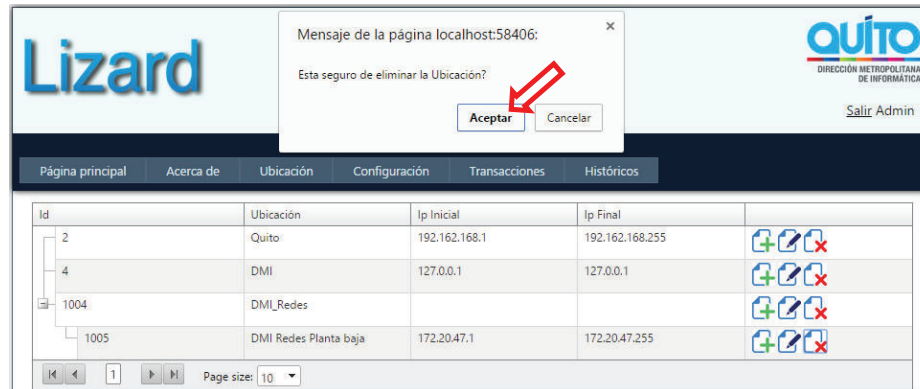 Mensaje de la página localhost:58406:
Esta seguro de eliminar la Ubicación?
Aceptar Cancelar
Lizard
QUITO
DIRECCIÓN METROPOLITANA
DE INFORMÁTICA
Salir Admin
Página principal Acerca de Ubicación Configuración Transacciones Históricos
Id Ubicación Ip Inicial Ip Final
2 Quito 192.162.168.1 192.162.168.255
4 DMI 127.0.0.1 127.0.0.1
1004 DMI_Redes
1005 DMI Redes Planta baja 172.20.47.1 172.20.47.255
1 Page size: 10